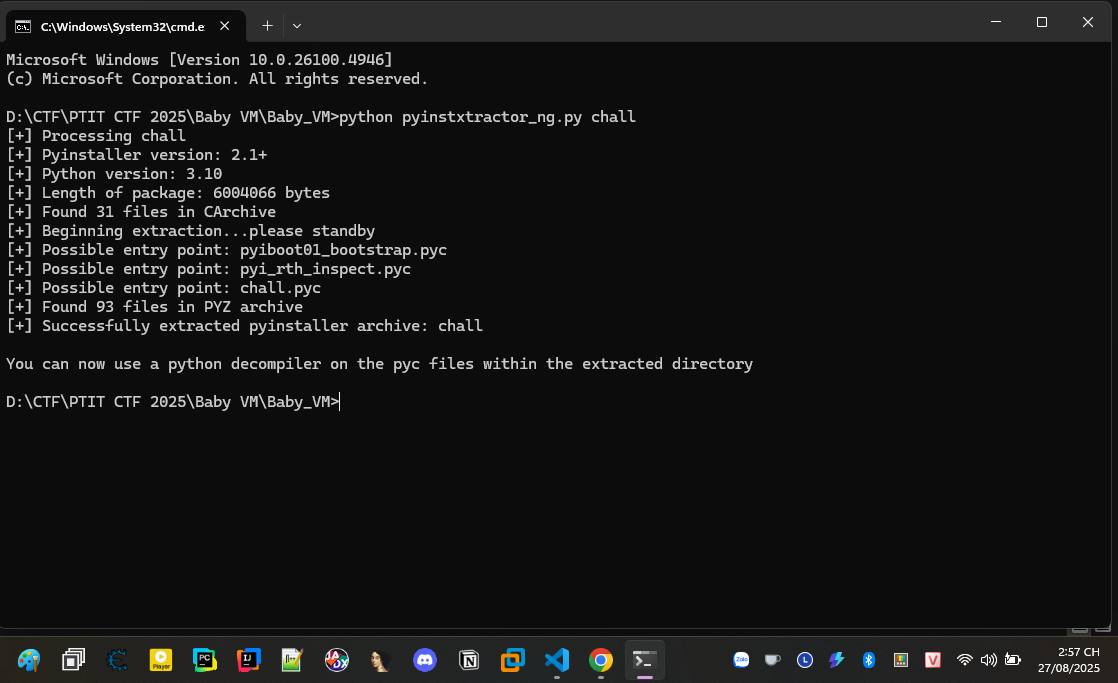 C:\Windows\System32\cmd.e
Microsoft Windows [Version 10.0.26100.4946]
(c) Microsoft Corporation. All rights reserved.
D:\CTF\PTIT CTF 2025\Baby VM\Baby_VM>python pyinstxtractor_ng.py chall
[+] Processing chall
[+] Pyinstaller version: 2.1+
[+] Python version: 3.10
[+] Length of package: 6004066 bytes
[+] Found 31 files in CArchive
[+] Beginning extraction...please standby
[+] Possible entry point: pyiboot01_bootstrap.pyc
[+] Possible entry point: pyi_rth_inspect.pyc
[+] Possible entry point: chall.pyc
[+] Found 93 files in PYZ archive
[+] Successfully extracted pyinstaller archive: chall
You can now use a python decompiler on the pyc files within the extracted directory
D:\CTF\PTIT CTF 2025\Baby VM\Baby_VM>
Player
PC
IJ
Zalo
L
V
2:57 CH
27/08/2025